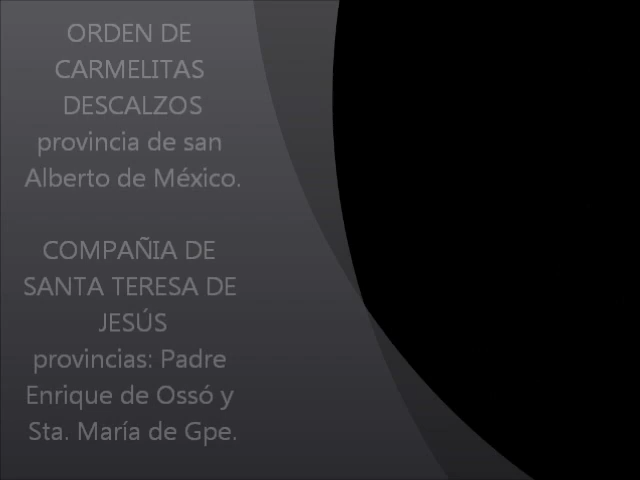 ORDEN DE
CARMELITAS
DESCALZOS
provincia de san
Alberto de México.
COMPAÑIA DE
SANTA TERESA DE
JESÚS
provincias: Padre
Enrique de Ossó y
Sta. María de Gpe.